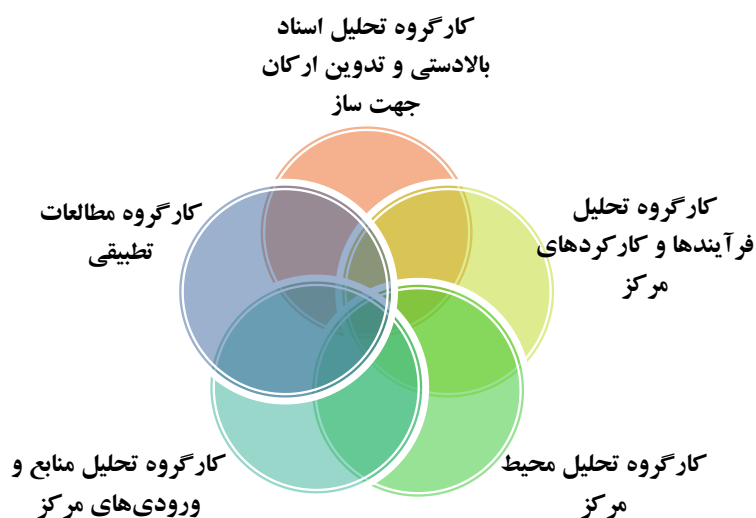 کارگروه تحلیل اسناد
بالادستی و تدوین ارکان
جهت ساز
کارگروه تحلیل
فرآیندها و کارکردهای
مرکز
کارگروه مطالعات
تطبیقی
کارگروه تحلیل محیط
مرکز
کارگروه تحلیل منابع و
ورودی‌های مرکز